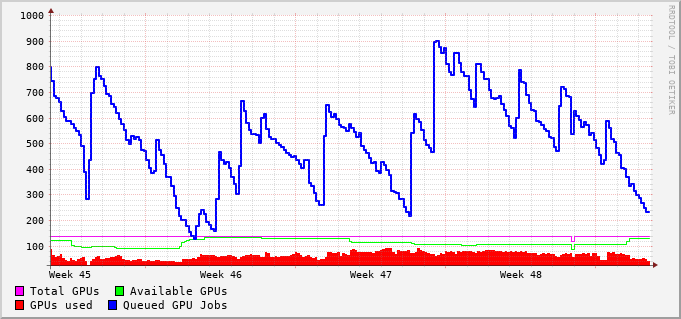 1000
900
800
700
600
500
400
300
200
100
Week 45 Week 46 Week 47 Week 48
Total GPUs Available GPUs
GPUs used Queued GPU Jobs
RRDTOOL / TOBI OETIKER